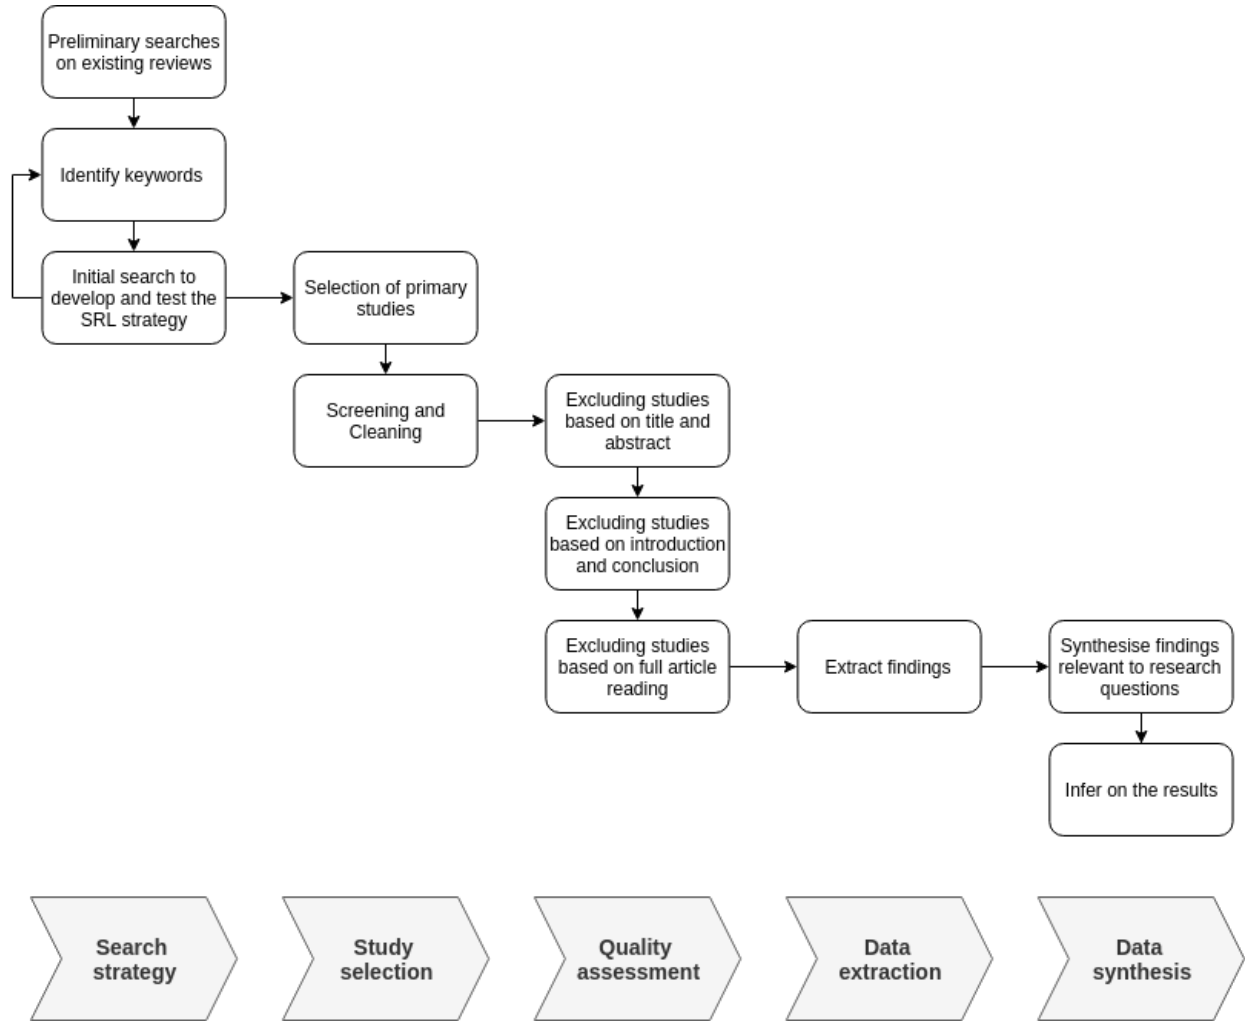 Preliminary searches
on existing reviews
Identify keywords
Initial search to
develop and test the
SRL strategy
Selection of primary
studies
Screening and
Cleaning
Excluding studies
based on title and
abstract
Excluding studies
based on introduction
and conclusion
Excluding studies
based on full article
reading
Extract findings
Synthesise findings
relevant to research
questions
Infer on the results
Search
strategy
Study
selection
Quality
assessment
Data
extraction
Data
synthesis